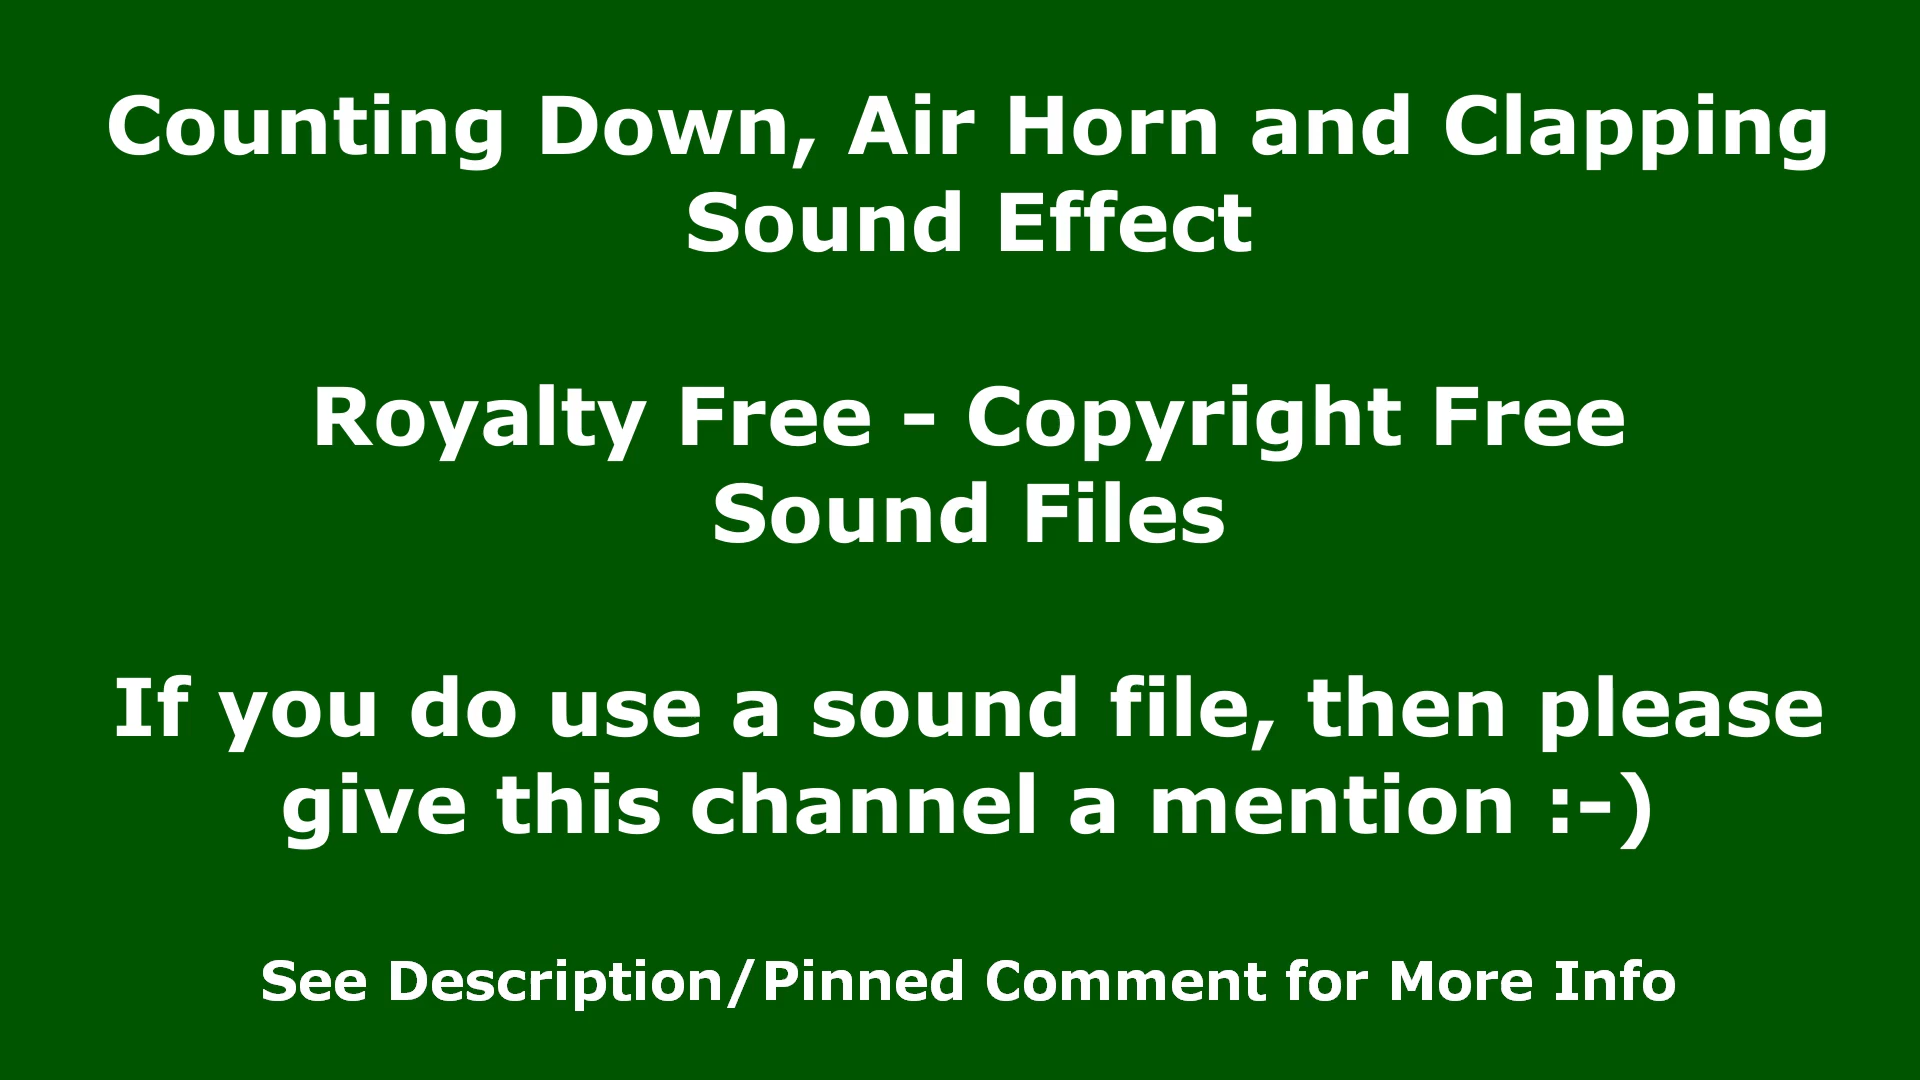 Counting Down, Air Horn and Clapping
Sound Effect
Royalty Free - Copyright Free
Sound Files
If you do use a sound file, then please
give this channel a mention :-)
See Description/Pinned Comment for More Info